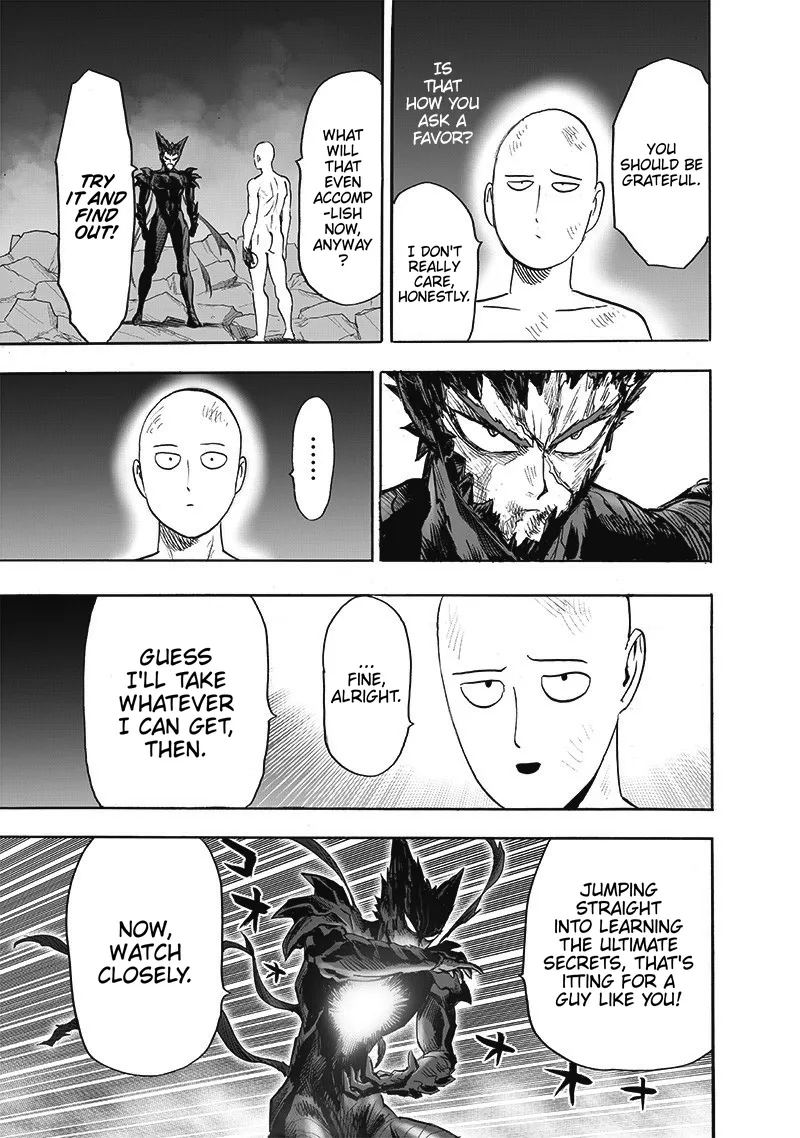 YOU
SHOULD BE
GRATEFUL.
IS
THAT
HOW YOU
ASK A
FAVOR?
I DON'T
REALLY
CARE,
HONESTLY.
WHAT
WILL
THAT
EVEN
ACCOMP
-LISH
NOW,
ANYWAY
?
TRY
IT AND
FIND
OUT!
......
...
FINE,
ALRIGHT.
GUESS
I'LL TAKE
WHATEVER
I CAN GET,
THEN.
JUMPING
STRAIGHT
INTO LEARNING
THE ULTIMATE
SECRETS, THAT'S
ITTING FOR A
GUY LIKE YOU!
NOW,
WATCH
CLOSELY.